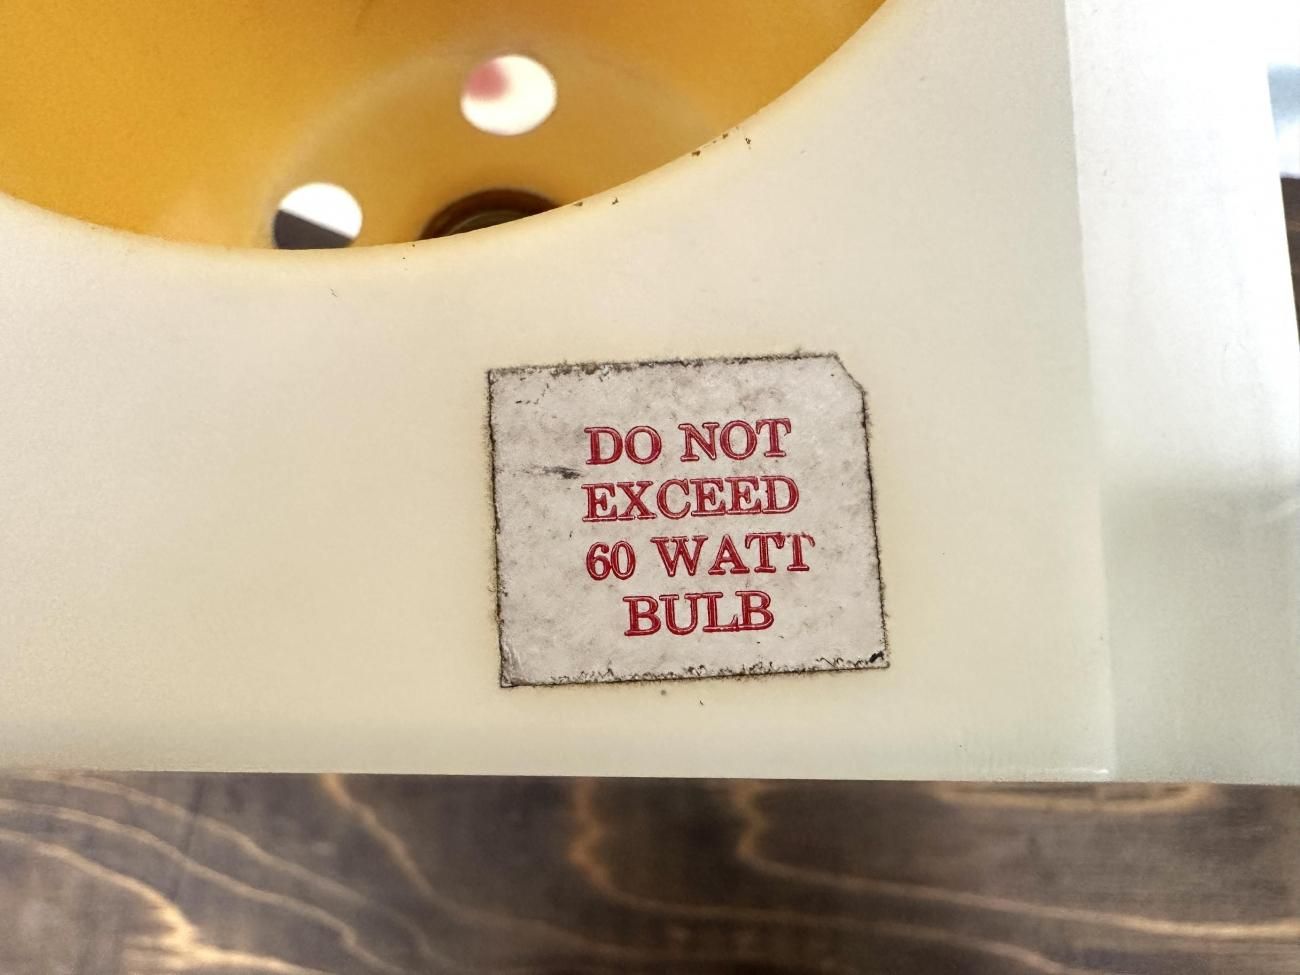 DO NOT
EXCEED
60 WATT
BULB